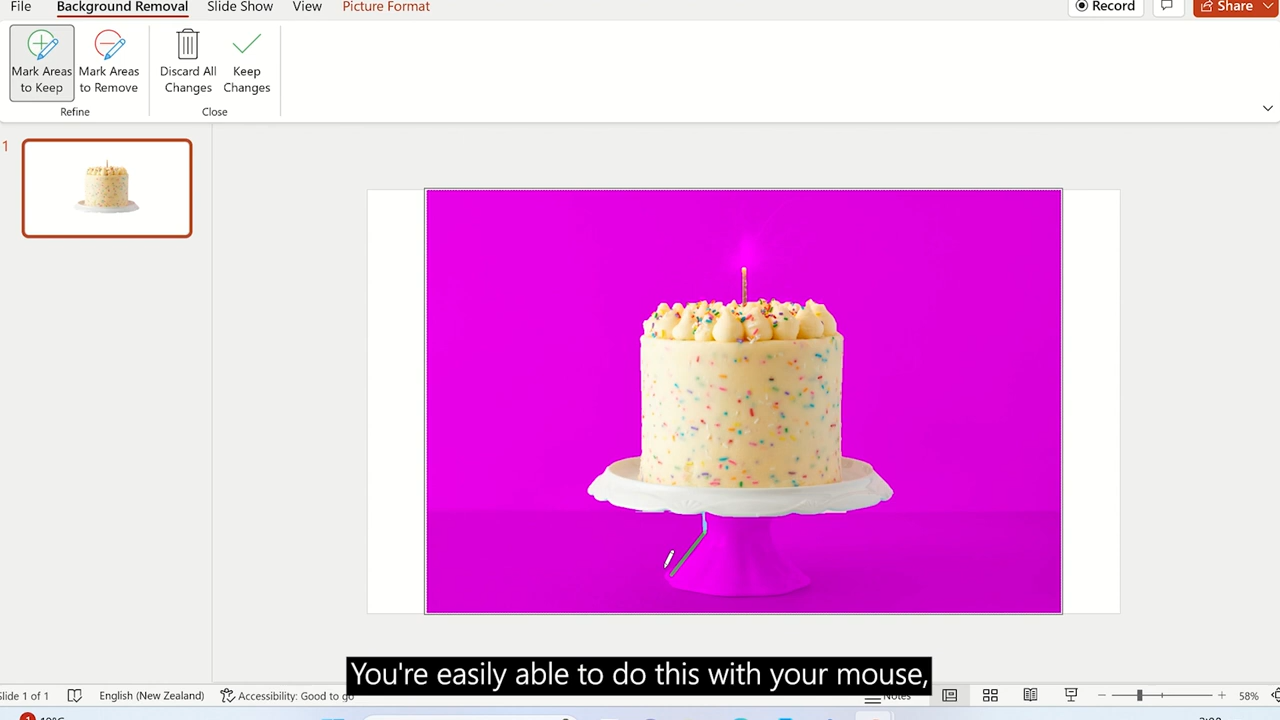 File Background Removal Slide Show View Picture Format Record Share
Mark Areas to Keep
Mark Areas to Remove
Discard All Changes
Keep Changes
Refine Close
1
You're easily able to do this with your mouse,
Slide 1 of 1 English (New Zealand) Accessibility: Good to go Notes 58%